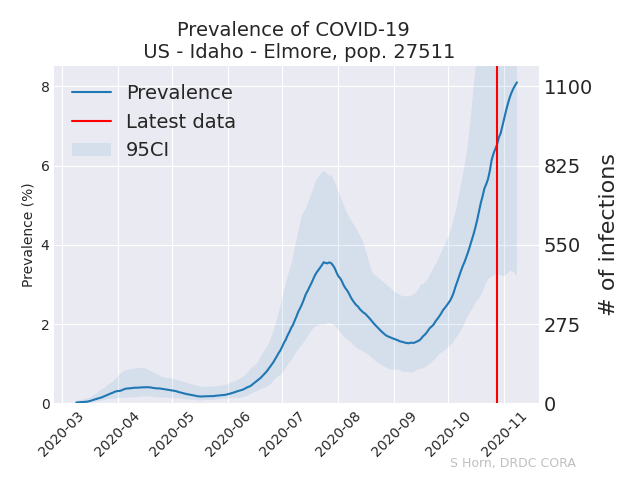 Prevalence of COVID-19
US - Idaho - Elmore, pop. 27511
Prevalence
Latest data
95CI
Prevalence (%)
8
6
4
2
0
# of infections
1100
825
550
275
0
2020-03
2020-04
2020-05
2020-06
2020-07
2020-08
2020-09
2020-10
2020-11
S Horn, DRDC CORA